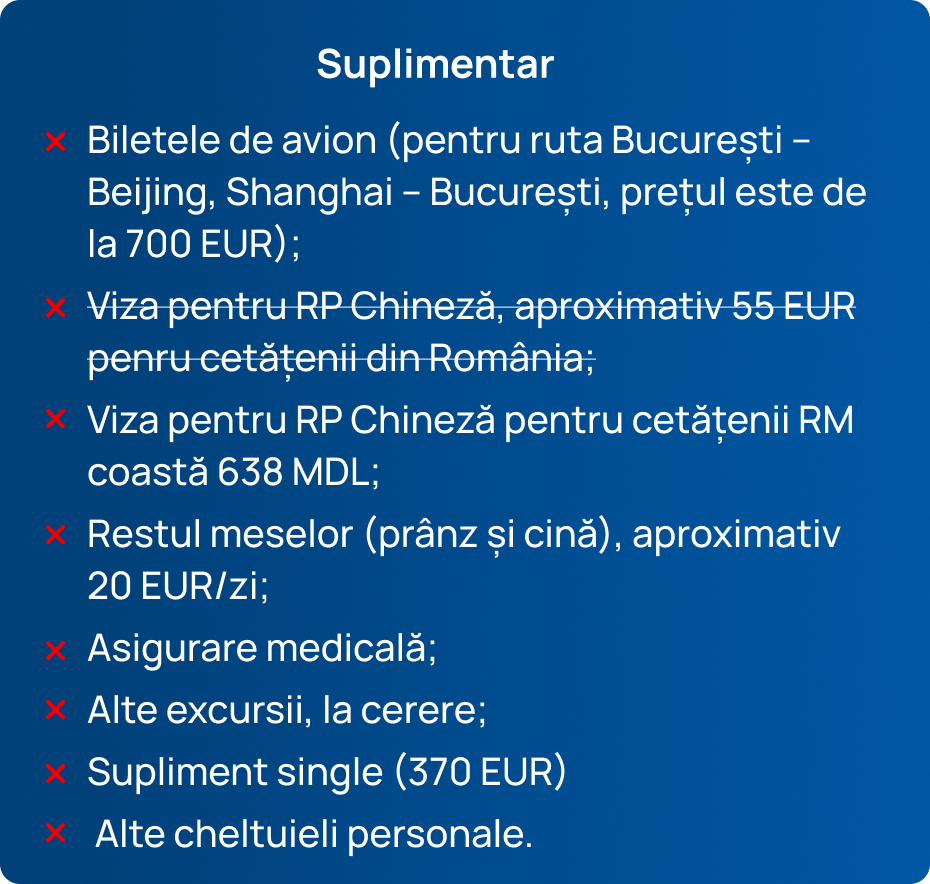 Suplimentar
Biletele de avion (pentru ruta București –
Beijing, Shanghai – București, prețul este de
la 700 EUR);
Viza pentru RP Chineză, aproximativ 55 EUR
penru cetățenii din România;
Viza pentru RP Chineză pentru cetățenii RM
coastă 638 MDL;
Restul meselor (prânz și cină), aproximativ
20 EUR/zi;
Asigurare medicală;
Alte excursii, la cerere;
Supliment single (370 EUR)
Alte cheltuieli personale.